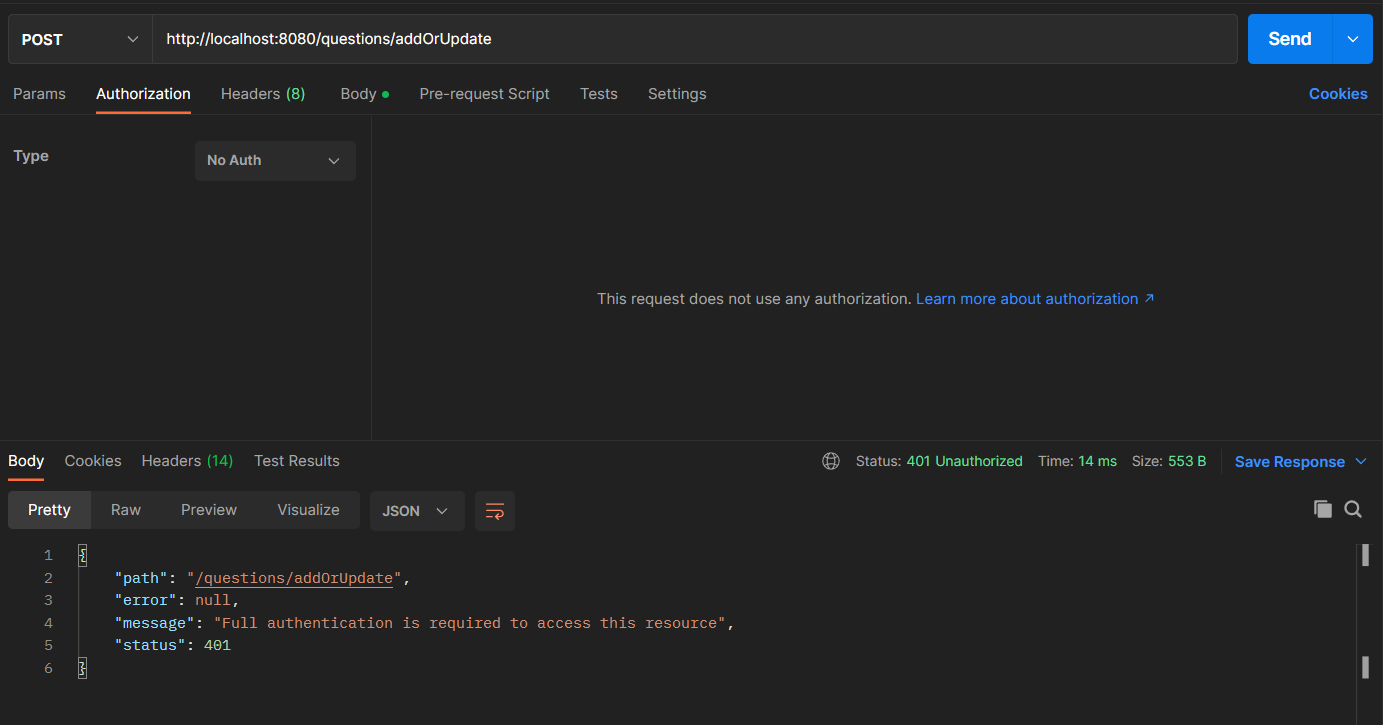 POST http://localhost:8080/questions/addOrUpdate Send
Params Authorization Headers (8) Body Pre-request Script Tests Settings Cookies
Type No Auth
This request does not use any authorization. Learn more about authorization ↗
Body Cookies Headers (14) Test Results Status: 401 Unauthorized Time: 14 ms Size: 553 B Save Response
Pretty Raw Preview Visualize JSON
1 {
2 "path": "/questions/addOrUpdate",
3 "error": null,
4 "message": "Full authentication is required to access this resource",
5 "status": 401
6 }